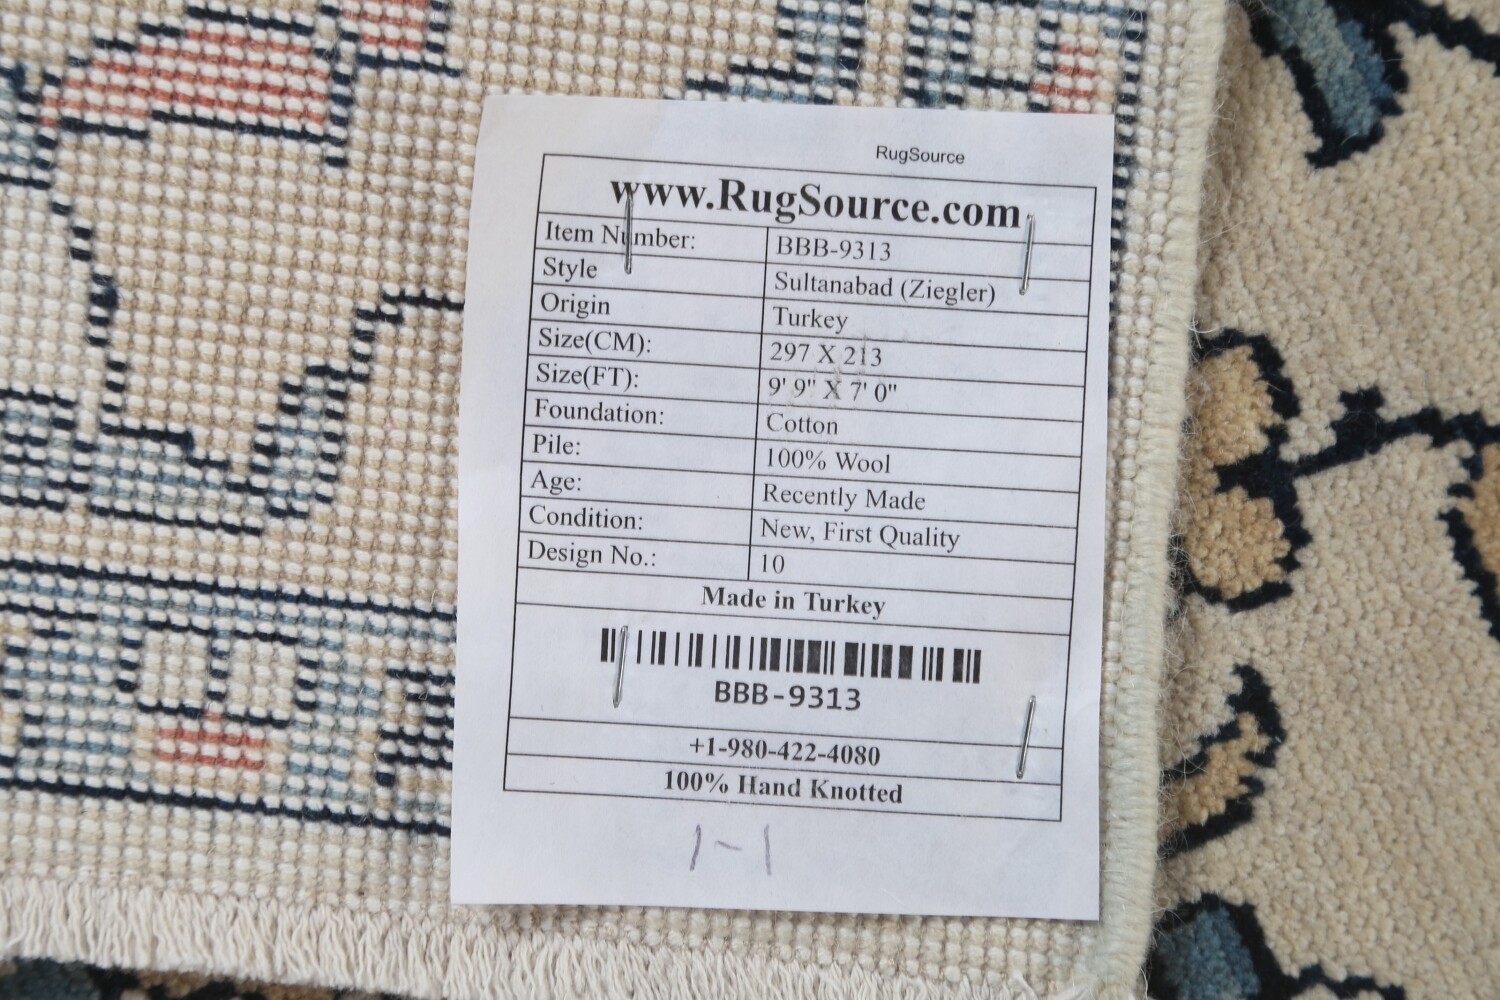 RugSource
www.RugSource.com
Item Number: BBB-9313
Style Sultanabad (Ziegler)
Origin Turkey
Size(CM): 297 X 213
Size(FT): 9' 9" X 7' 0"
Foundation: Cotton
Pile: 100% Wool
Age: Recently Made
Condition: New, First Quality
Design No.: 10
Made in Turkey
BBB-9313
+1-980-422-4080
100% Hand Knotted
1-1